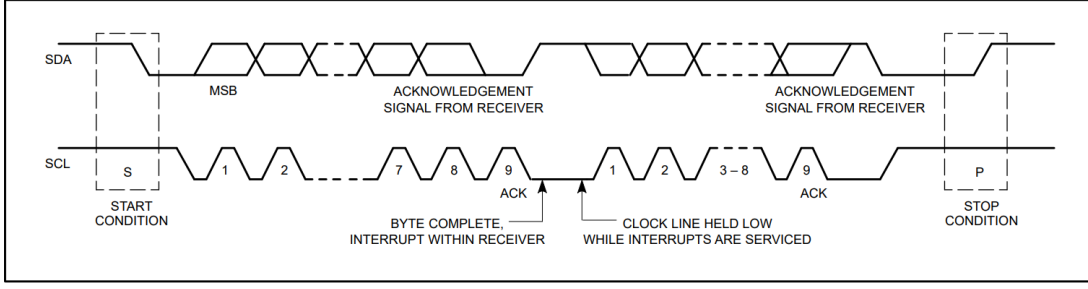 SDA
MSB
ACKNOWLEDGEMENT
SIGNAL FROM RECEIVER
ACKNOWLEDGEMENT
SIGNAL FROM RECEIVER
SCL
S
1
2
7
8
9
ACK
1
2
3 – 8
9
ACK
P
START
CONDITION
BYTE COMPLETE,
INTERRUPT WITHIN RECEIVER
CLOCK LINE HELD LOW
WHILE INTERRUPTS ARE SERVICED
STOP
CONDITION